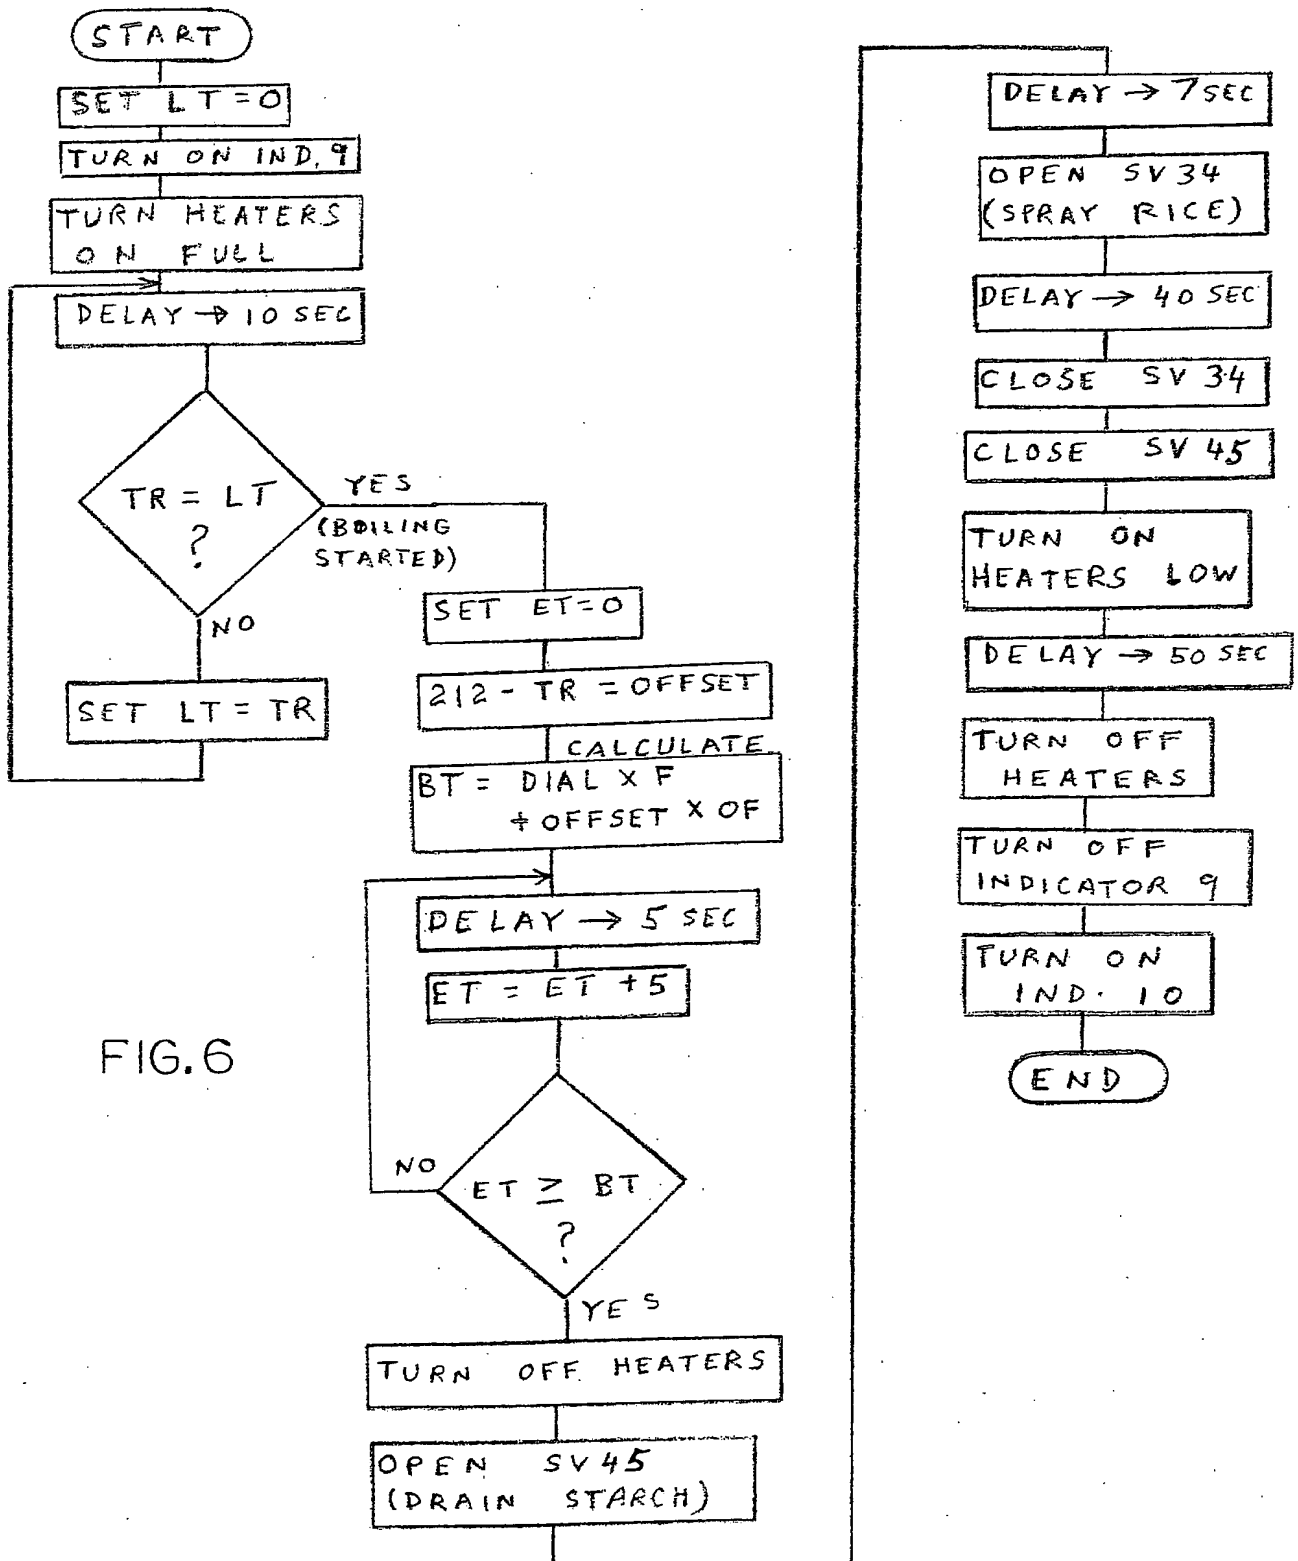 START
SET LT = 0
TURN ON IND. 9
TURN HEATERS
ON FULL
DELAY → 10 SEC
TR = LT
?
YES
(BOILING
STARTED)
NO
SET LT = TR
SET ET = 0
212 - TR = OFFSET
CALCULATE
BT = DIAL X F
+ OFFSET X OF
DELAY → 5 SEC
ET = ET + 5
ET ≥ BT
?
NO
YES
TURN OFF HEATERS
OPEN SV45
(DRAIN STARCH)
FIG.6
DELAY → 7 SEC
OPEN SV 34
(SPRAY RICE)
DELAY → 40 SEC
CLOSE SV 34
CLOSE SV 45
TURN ON
HEATERS LOW
DELAY → 50 SEC
TURN OFF
HEATERS
TURN OFF
INDICATOR 9
TURN ON
IND. 10
END